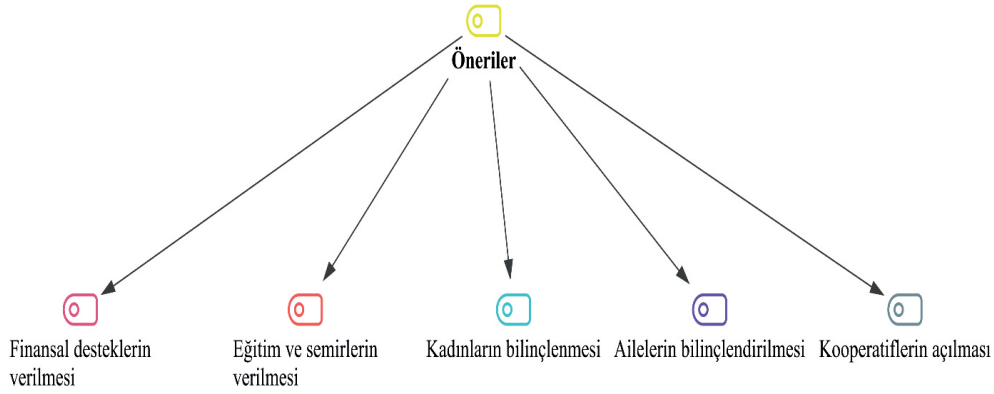 Öneriler
Finansal desteklerin
verilmesi
Eğitim ve semirlerin
verilmesi
Kadınların bilinçlenmesi
Ailelerin bilinçlendirilmesi
Kooperatiflerin açılması